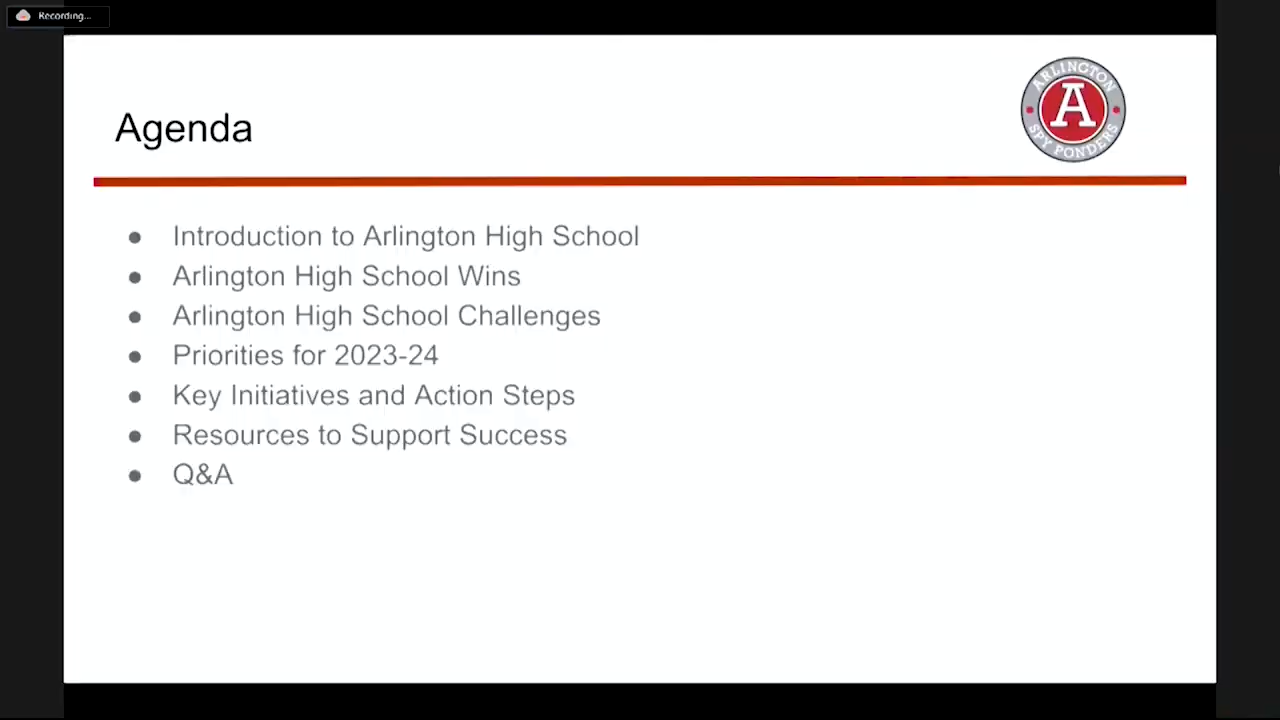 Recording...
ARLINGTON
A
SPY PONDERS
Agenda
● Introduction to Arlington High School
● Arlington High School Wins
● Arlington High School Challenges
● Priorities for 2023-24
● Key Initiatives and Action Steps
● Resources to Support Success
● Q&A